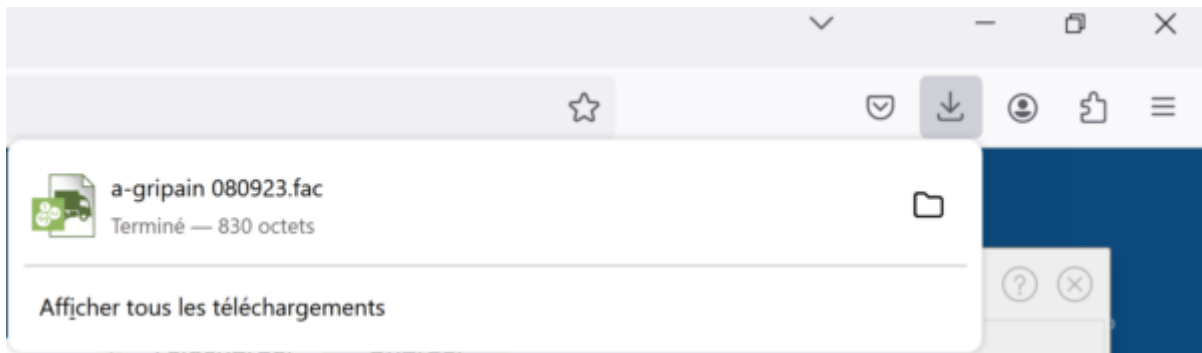 a-gripain 080923.fac
Terminé — 830 octets
Afficher tous les téléchargements